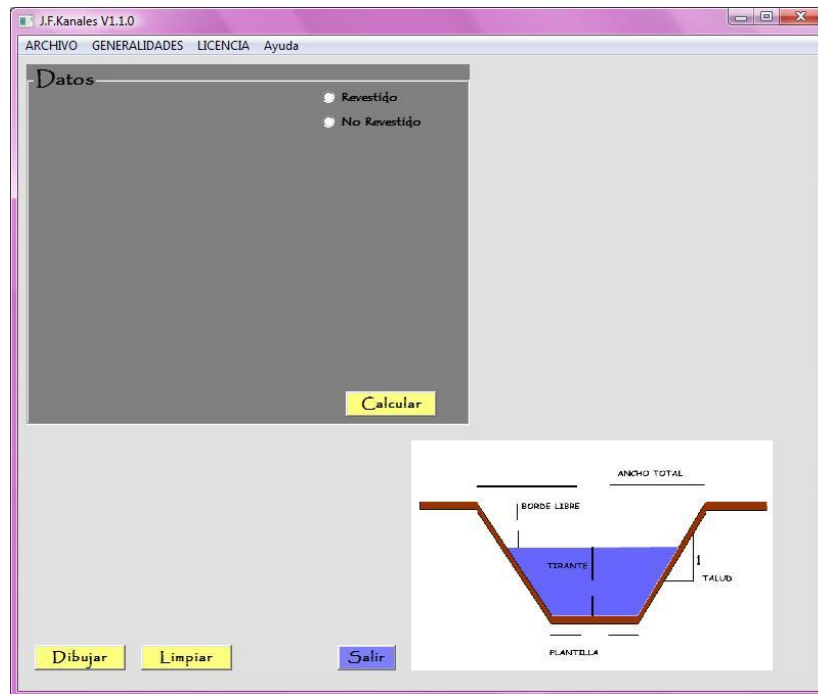 J.F.Kanales V1.1.0
ARCHIVO GENERALIDADES LICENCIA Ayuda
Datos
Revestido
No Revestido
Calcular
ANCHO TOTAL
BORDE LIBRE
TIRANTE
1
TALUD
PLANTILLA
Dibujar Limpiar Salir